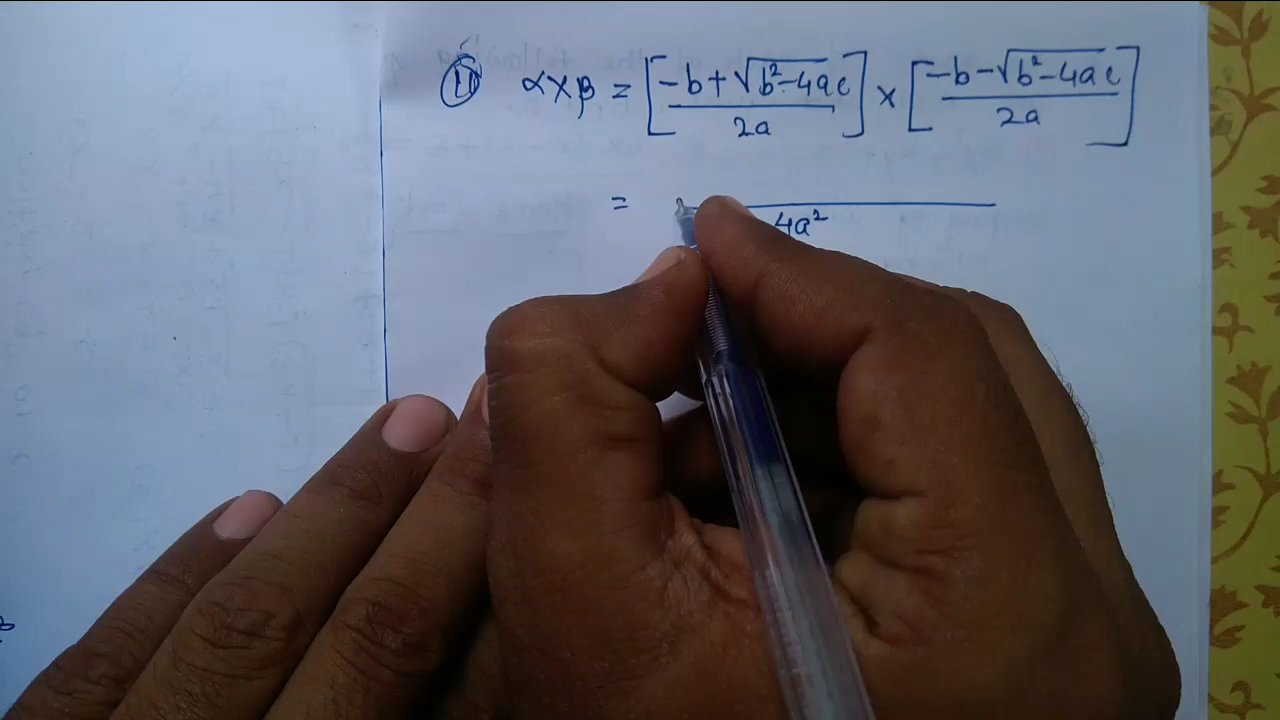 (ii) α×β = [-b+√b²-4ac / 2a] × [-b-√b²-4ac / 2a]
= / 4a²